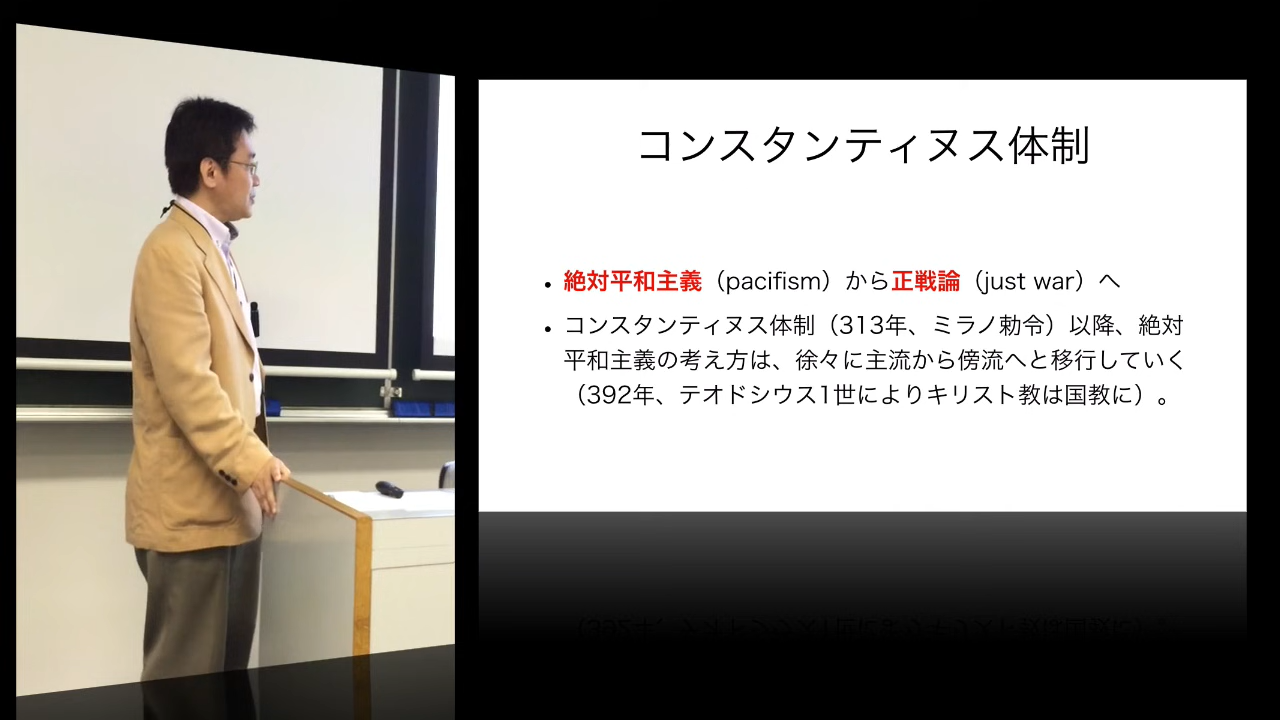 コンスタンティヌス体制
• 絶対平和主義（pacifism）から正戦論（just war）へ
• コンスタンティヌス体制（313年、ミラノ勅令）以降、絶対
平和主義の考え方は、徐々に主流から傍流へと移行していく
（392年、テオドシウス1世によりキリスト教は国教に）。